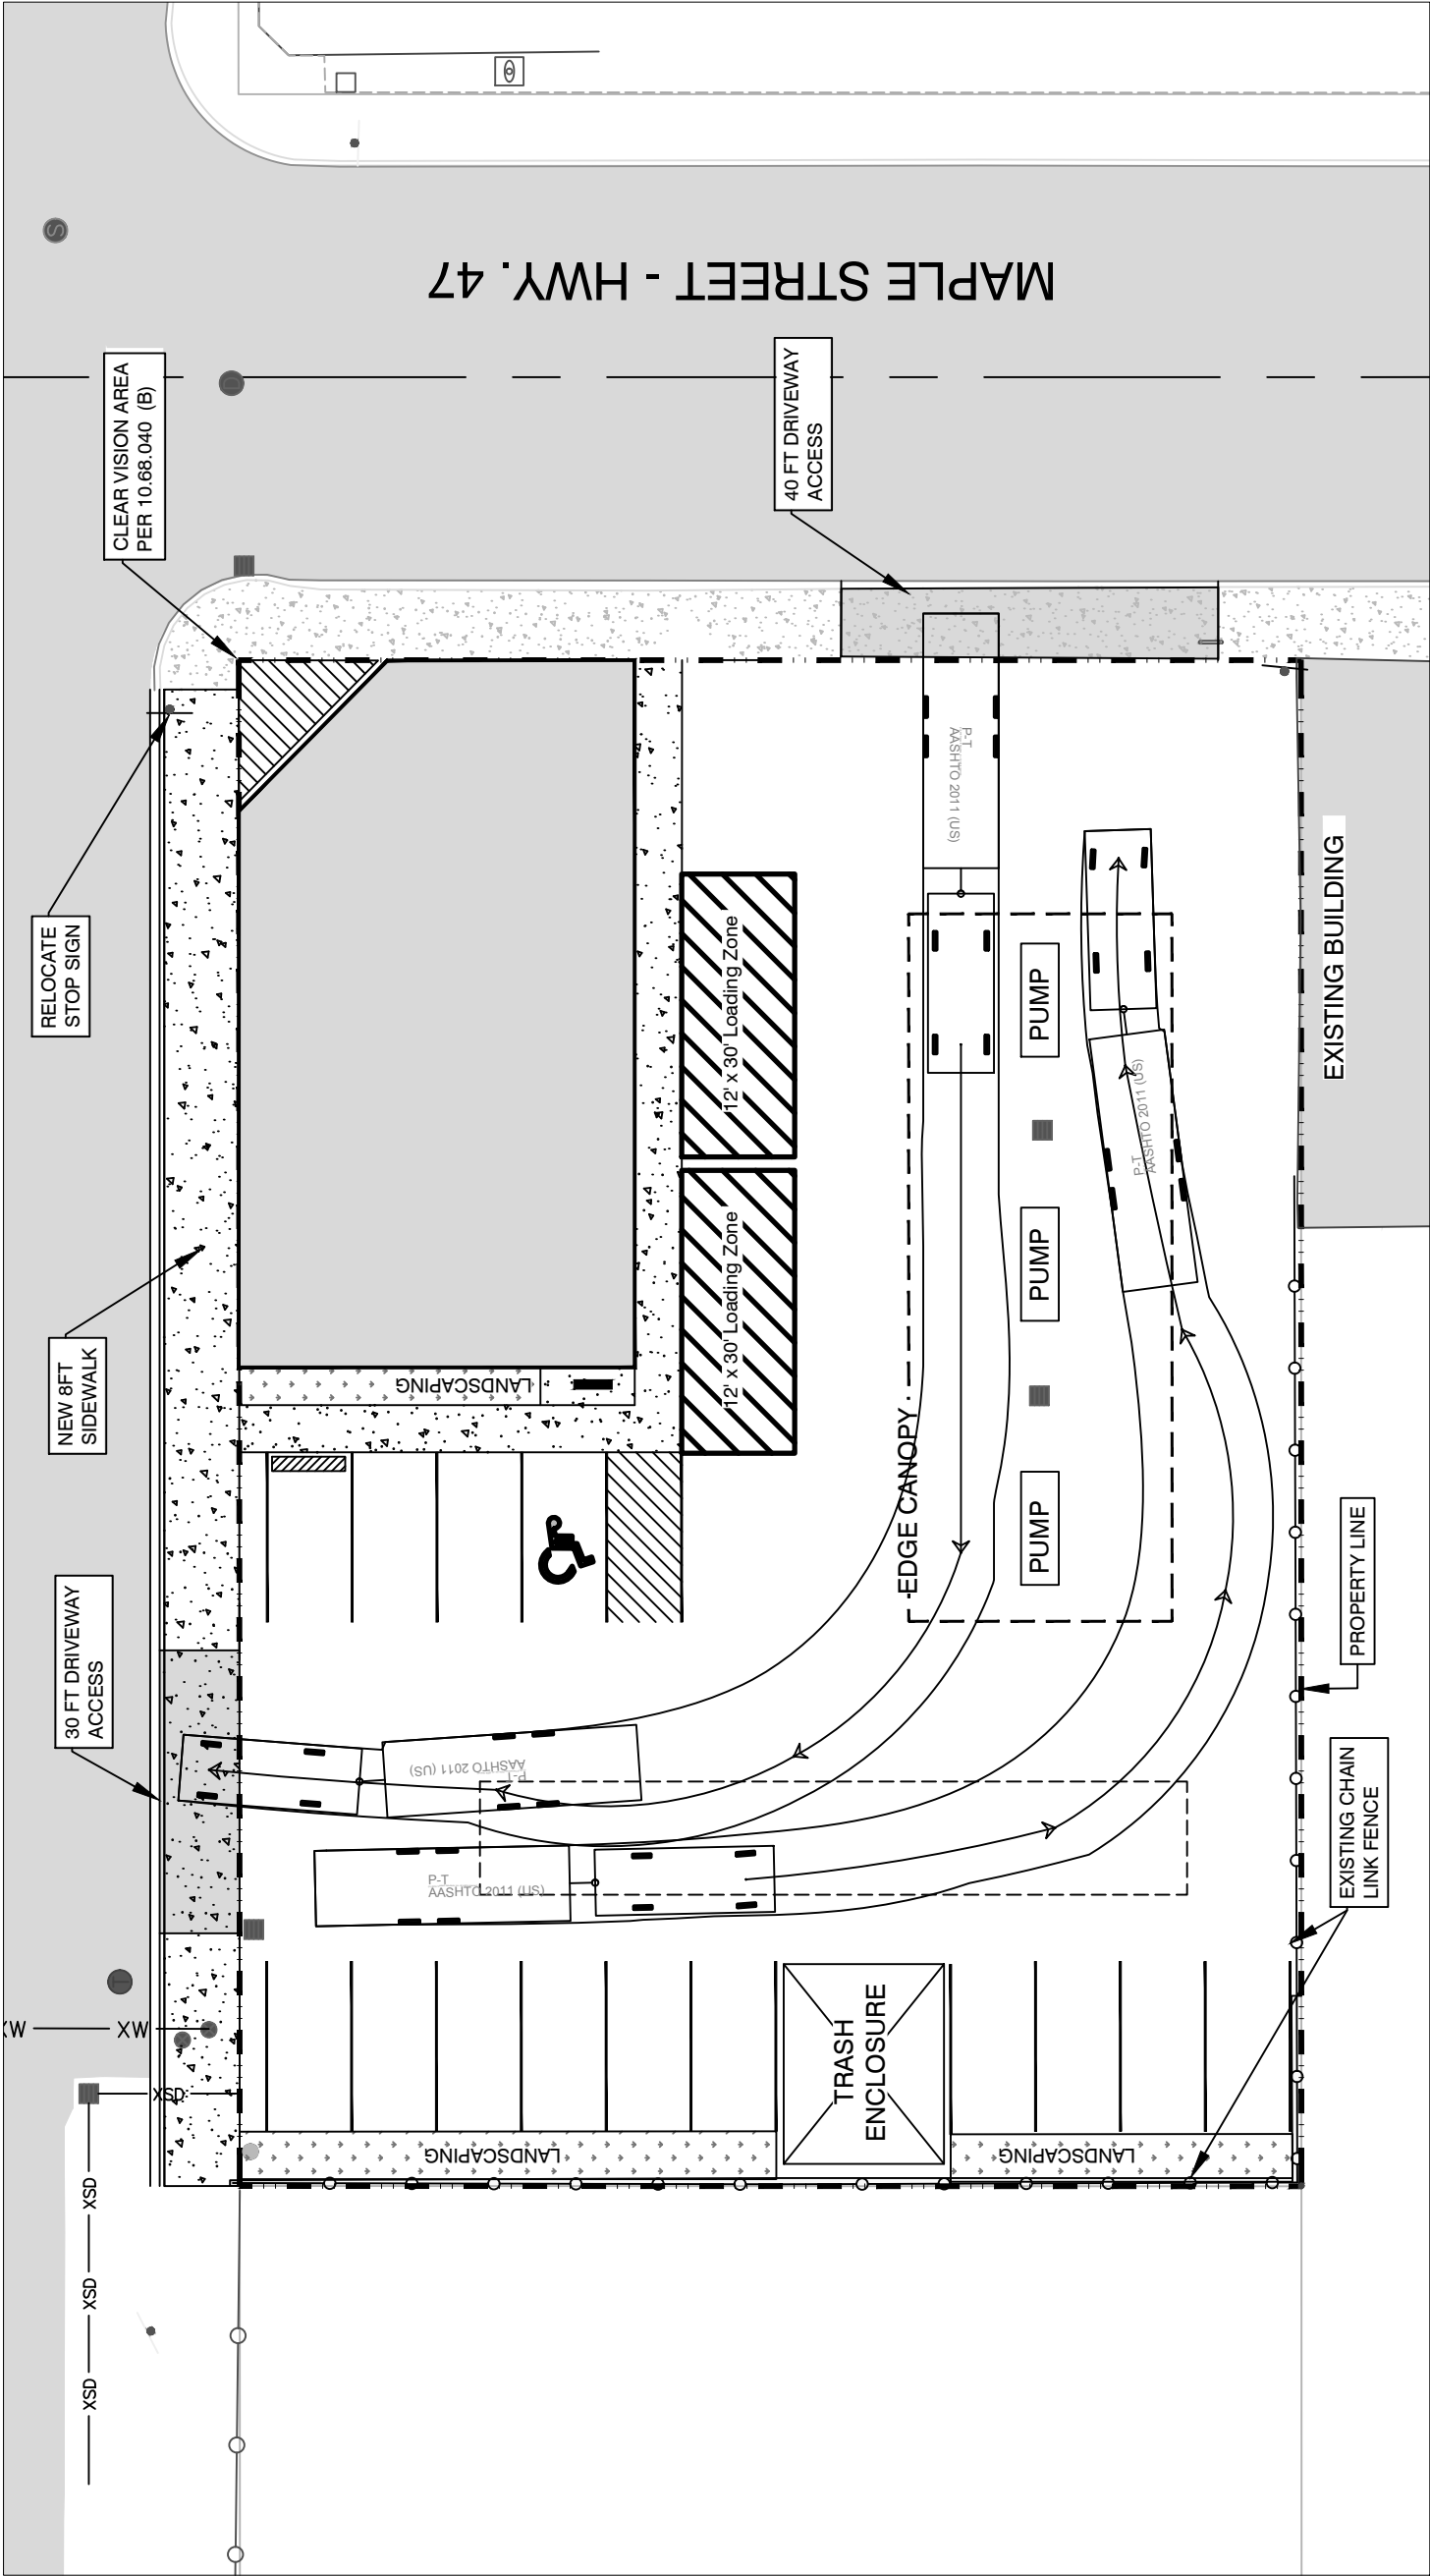 MAPLE STREET - HWY. 47
S
D
CLEAR VISION AREA
PER 10.68.040 (B)
40 FT DRIVEWAY
ACCESS
RELOCATE
STOP SIGN
P-T
AASHTO 2011 (US)
12' x 30' Loading Zone
PUMP
EXISTING BUILDING
P-T
AASHTO 2011 (US)
PUMP
12' x 30' Loading Zone
NEW 8FT
SIDEWALK
LANDSCAPING
EDGE CANOPY
PUMP
PROPERTY LINE
30 FT DRIVEWAY
ACCESS
P-T
AASHTO 2011 (US)
P-T
AASHTO 2011 (US)
EXISTING CHAIN
LINK FENCE
T
XW
XW
TRASH
ENCLOSURE
XSD
LANDSCAPING
LANDSCAPING
XSD
XSD
XSD